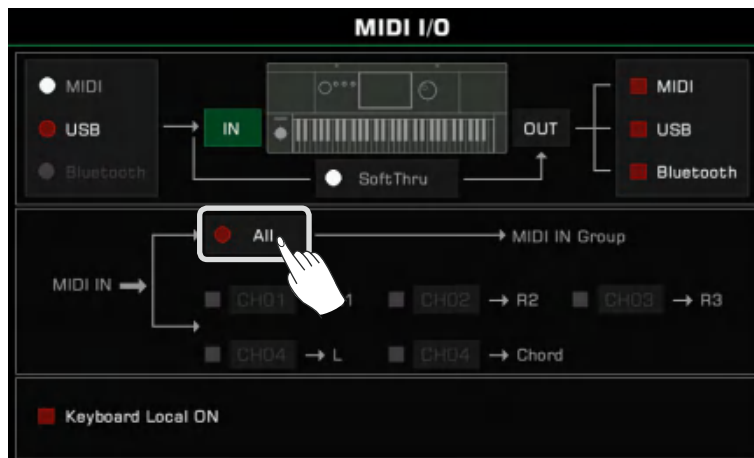 MIDI I/O
MIDI
USB
Bluetooth
IN
OUT
SoftThru
MIDI
USB
Bluetooth
All
MIDI IN Group
MIDI IN
CH01 1
CH02 → R2
CH03 → R3
CH04 → L
CH04 → Chord
Keyboard Local ON